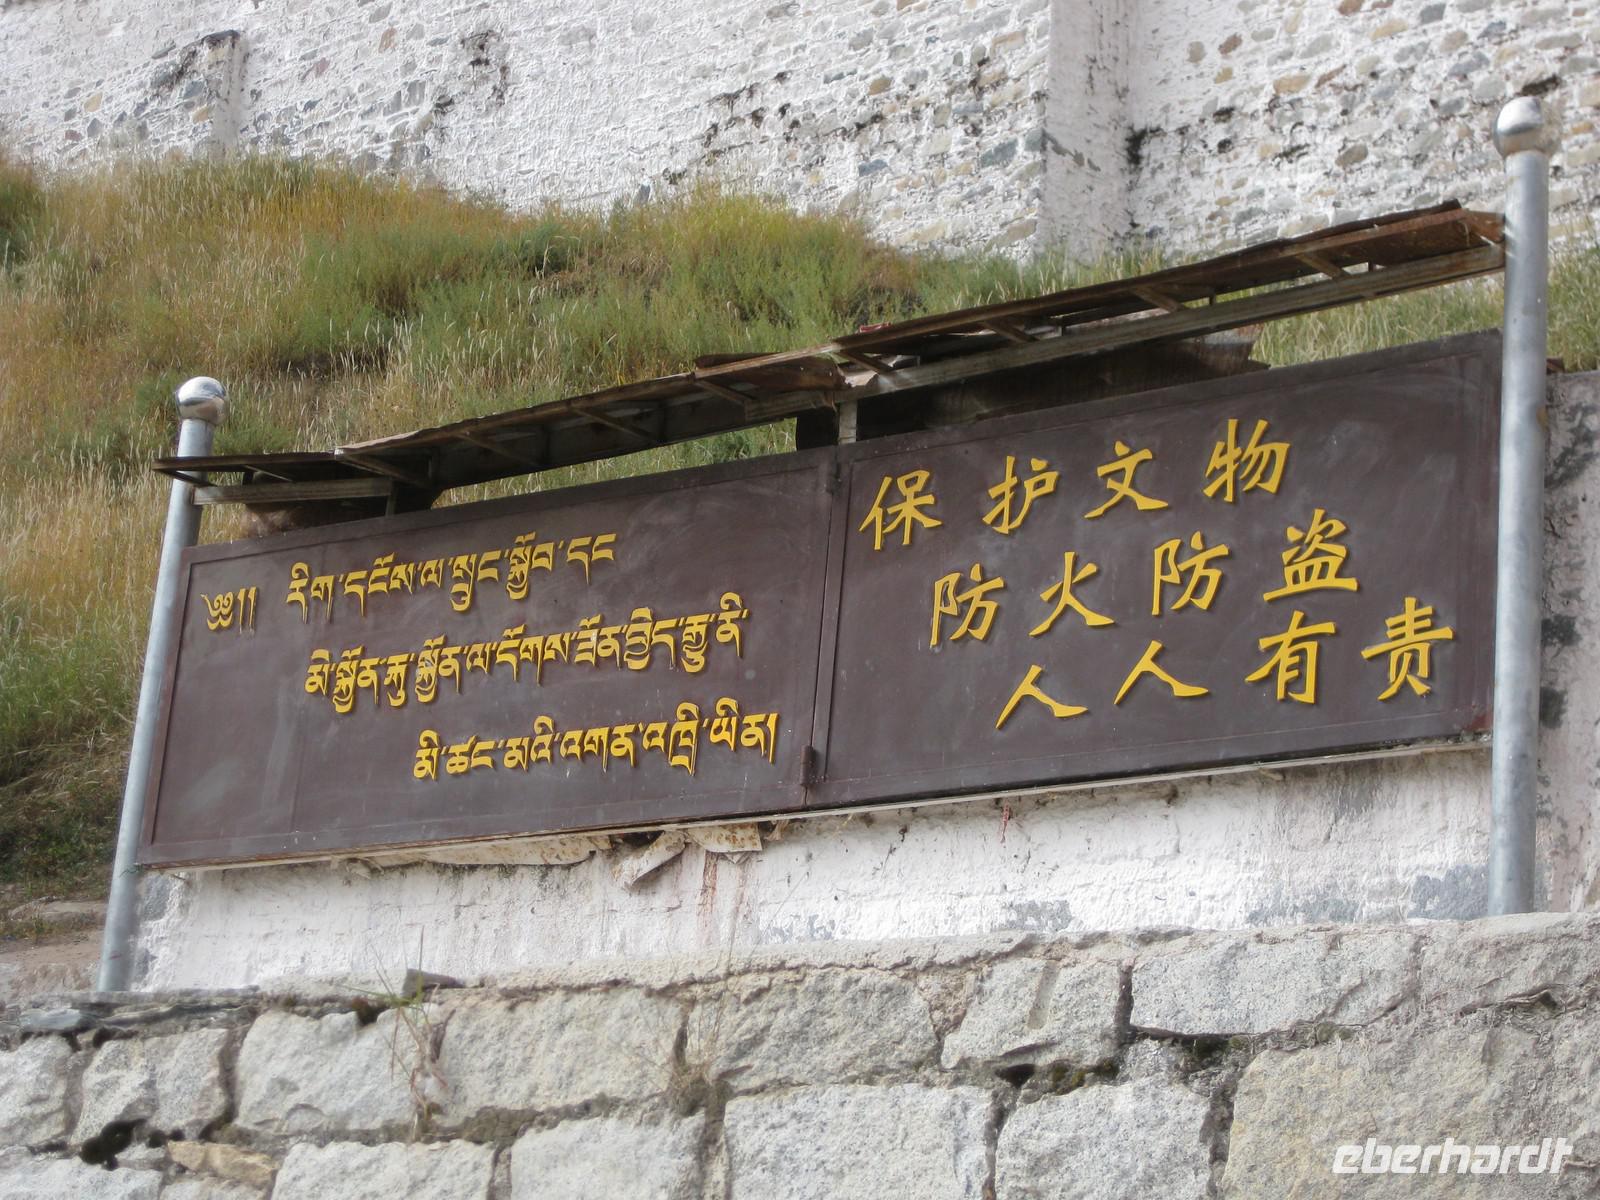 ༄༅།། རིག་དངོས་ལ་སྲུང་སྐྱོབ་དང
མེ་སྐྱོན་རྐུ་སྐྱོན་ལ་དོགས་ཟོན་བྱེད་རྒྱུ་ནི་
མི་ཚང་མའི་འགན་འཁྲི་ཡིན།
保护文物
防火防盗
人人有责
eberhardt